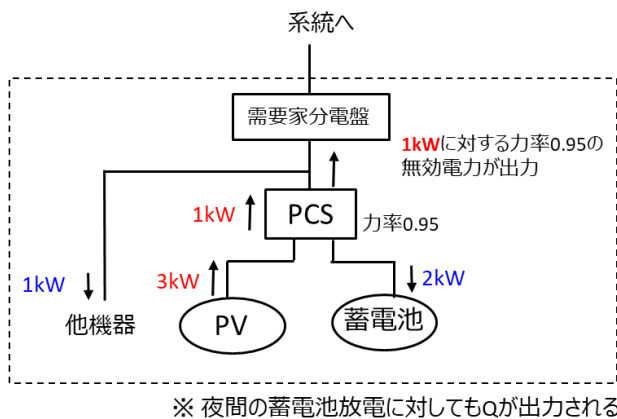 系統へ
需要家分電盤
1kWに対する力率0.95の
無効電力が出力
1kW
PCS
力率0.95
1kW
3kW
2kW
他機器
PV
蓄電池
※ 夜間の蓄電池放電に対してもQが出力される